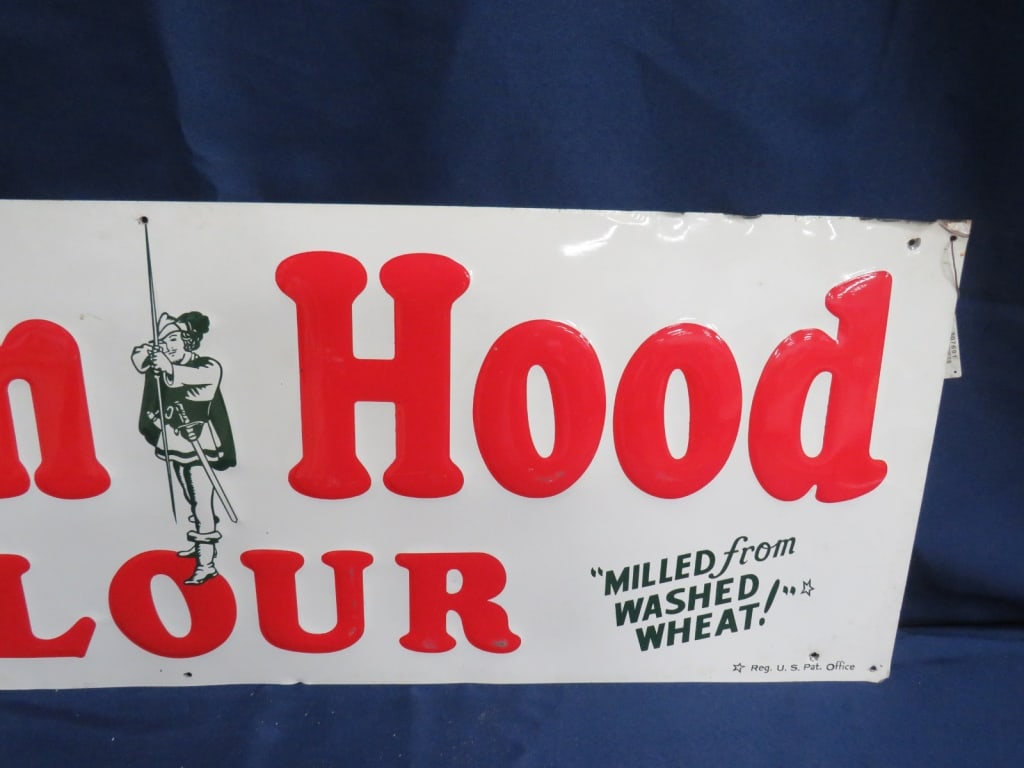 n Hood
LOUR
"MILLED from
WASHED
WHEAT!"☆
☆ Reg. U. S. Pat. Office